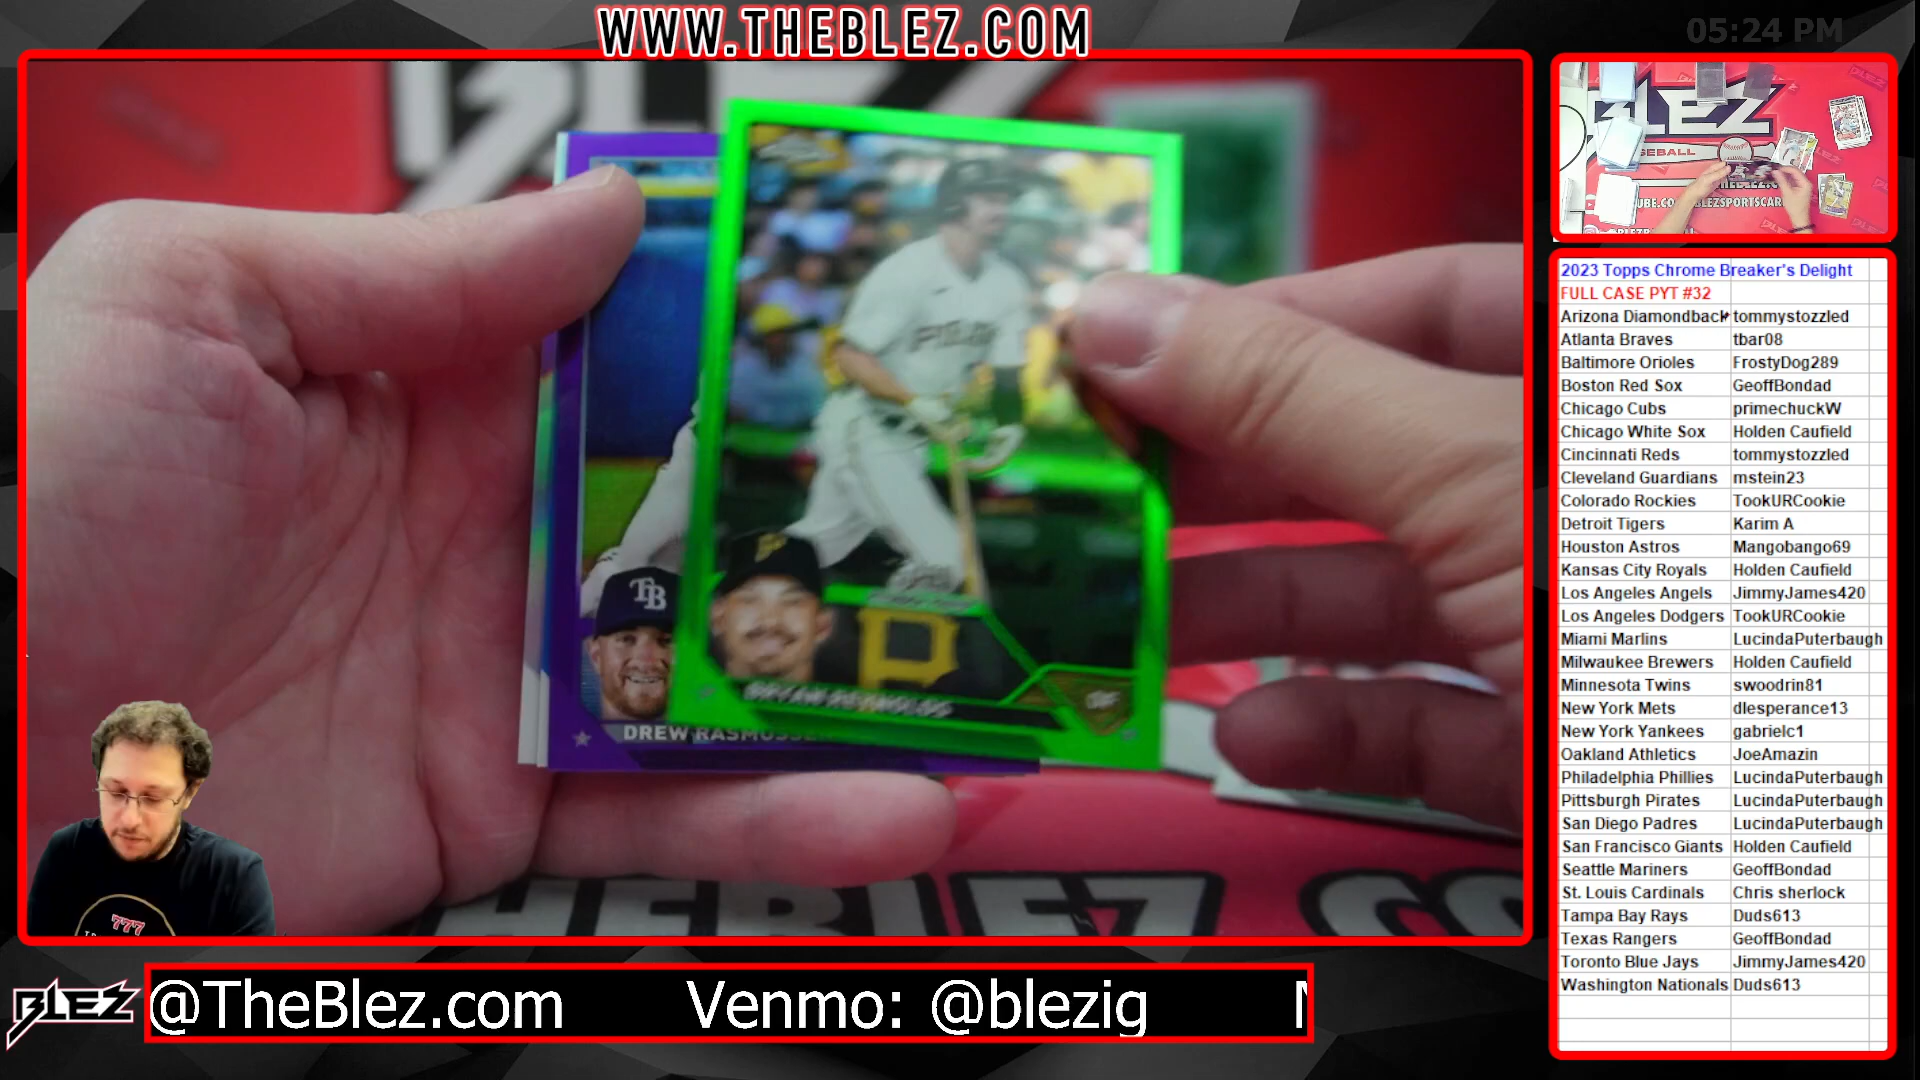 WWW.THEBLEZ.COM
05:24 PM
TB
P
BRYAN REYNOLDS
DREW RASMUSSE
777
2023 Topps Chrome Breaker's Delight
FULL CASE PYT #32
Arizona Diamondback tommystozzled
Atlanta Braves tbar08
Baltimore Orioles FrostyDog289
Boston Red Sox GeoffBondad
Chicago Cubs primechuckW
Chicago White Sox Holden Caufield
Cincinnati Reds tommystozzled
Cleveland Guardians mstein23
Colorado Rockies TookURCookie
Detroit Tigers Karim A
Houston Astros Mangobango69
Kansas City Royals Holden Caufield
Los Angeles Angels JimmyJames420
Los Angeles Dodgers TookURCookie
Miami Marlins LucindaPuterbaugh
Milwaukee Brewers Holden Caufield
Minnesota Twins swoodrin81
New York Mets dlesperance13
New York Yankees gabrielc1
Oakland Athletics JoeAmazin
Philadelphia Phillies LucindaPuterbaugh
Pittsburgh Pirates LucindaPuterbaugh
San Diego Padres LucindaPuterbaugh
San Francisco Giants Holden Caufield
Seattle Mariners GeoffBondad
St. Louis Cardinals Chris sherlock
Tampa Bay Rays Duds613
Texas Rangers GeoffBondad
Toronto Blue Jays JimmyJames420
Washington Nationals Duds613
BLEZ
@TheBlez.com Venmo: @blezig